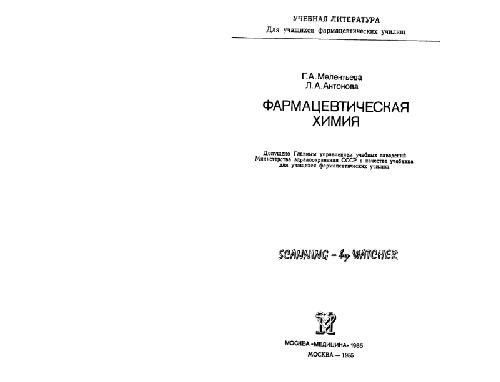 УЧЕБНАЯ ЛИТЕРАТУРА
Для учащихся фармацевтических училищ
Г.А.Мелентьева
Л.А.Антонова
ФАРМАЦЕВТИЧЕСКАЯ
ХИМИЯ
Допущено Главным управлением учебных заведений
Министерства здравоохранения СССР в качестве учебника
для учащихся фармацевтических училищ
SCANNING - by WATCHER
МОСКВА «МЕДИЦИНА» 1985
МОСКВА — 1985